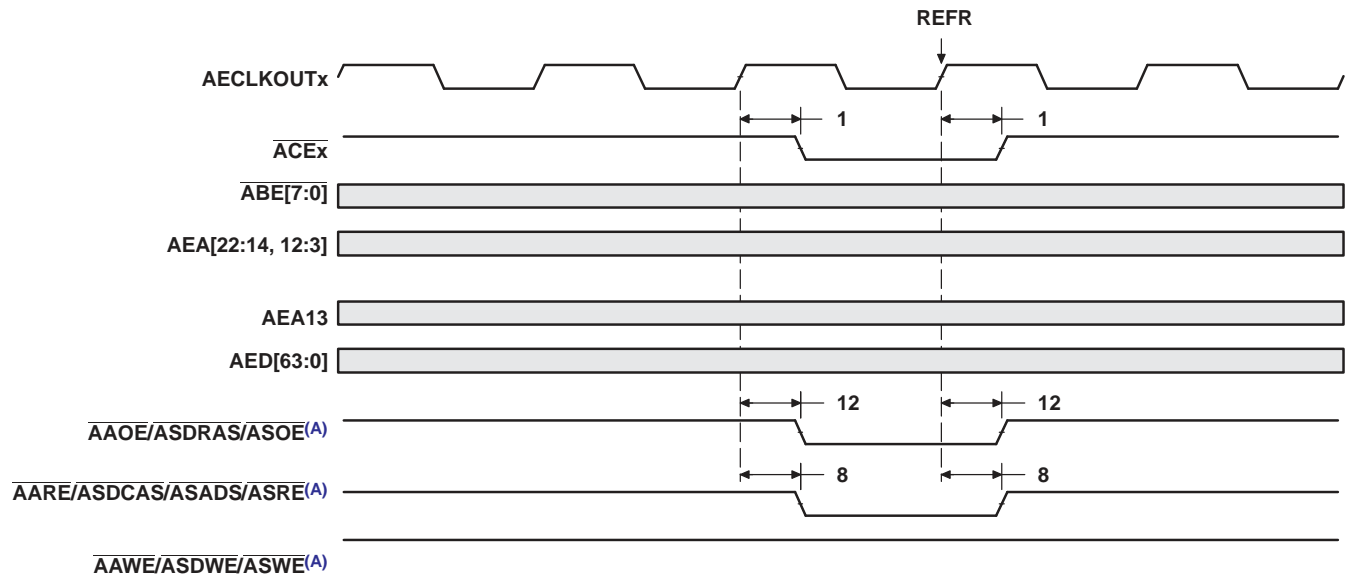 REFR
AECLKOUTx
1 1
ACEx
ABE[7:0]
AEA[22:14, 12:3]
AEA13
AED[63:0]
12 12
AAOE/ASDRAS/ASOE(A)
8 8
AARE/ASDCAS/ASADS/ASRE(A)
AAWE/ASDWE/ASWE(A)